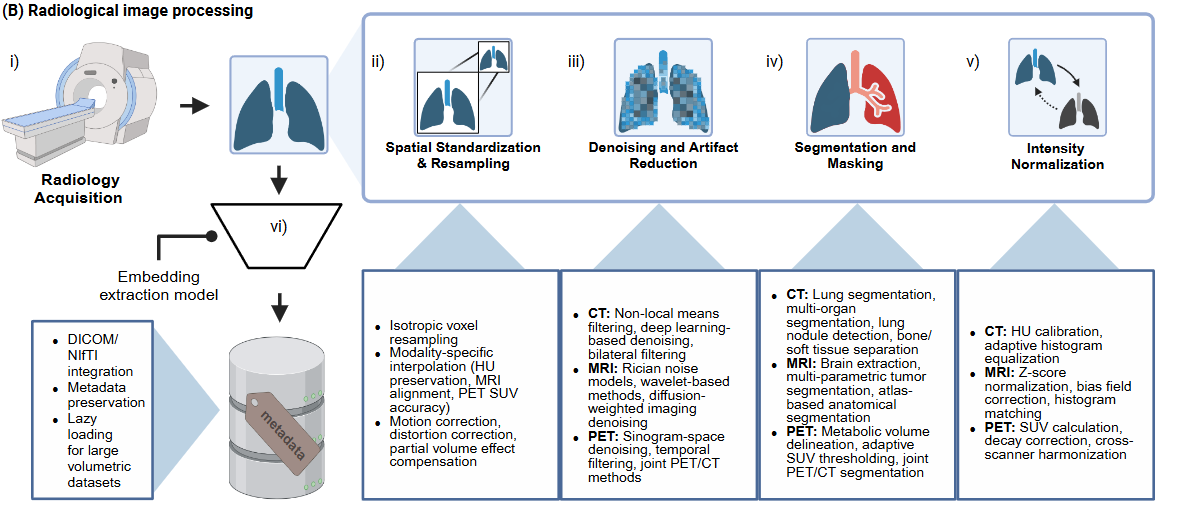 (B) Radiological image processing
i)
Radiology
Acquisition
ii)
Spatial Standardization
& Resampling
iii)
Denoising and Artifact
Reduction
iv)
Segmentation and
Masking
v)
Intensity
Normalization
vi)
Embedding
extraction model
• DICOM/
NIfTI
integration
• Metadata
preservation
• Lazy
loading
for large
volumetric
datasets
metadata
• Isotropic voxel
resampling
• Modality-specific
interpolation (HU
preservation, MRI
alignment, PET SUV
accuracy)
• Motion correction,
distortion correction,
partial volume effect
compensation
• CT: Non-local means
filtering, deep learning-
based denoising,
bilateral filtering
• MRI: Rician noise
models, wavelet-based
methods, diffusion-
weighted imaging
denoising
• PET: Sinogram-space
denoising, temporal
filtering, joint PET/CT
methods
• CT: Lung segmentation,
multi-organ
segmentation, lung
nodule detection, bone/
soft tissue separation
• MRI: Brain extraction,
multi-parametric tumor
segmentation, atlas-
based anatomical
segmentation
• PET: Metabolic volume
delineation, adaptive
SUV thresholding, joint
PET/CT segmentation
• CT: HU calibration,
adaptive histogram
equalization
• MRI: Z-score
normalization, bias field
correction, histogram
matching
• PET: SUV calculation,
decay correction, cross-
scanner harmonization